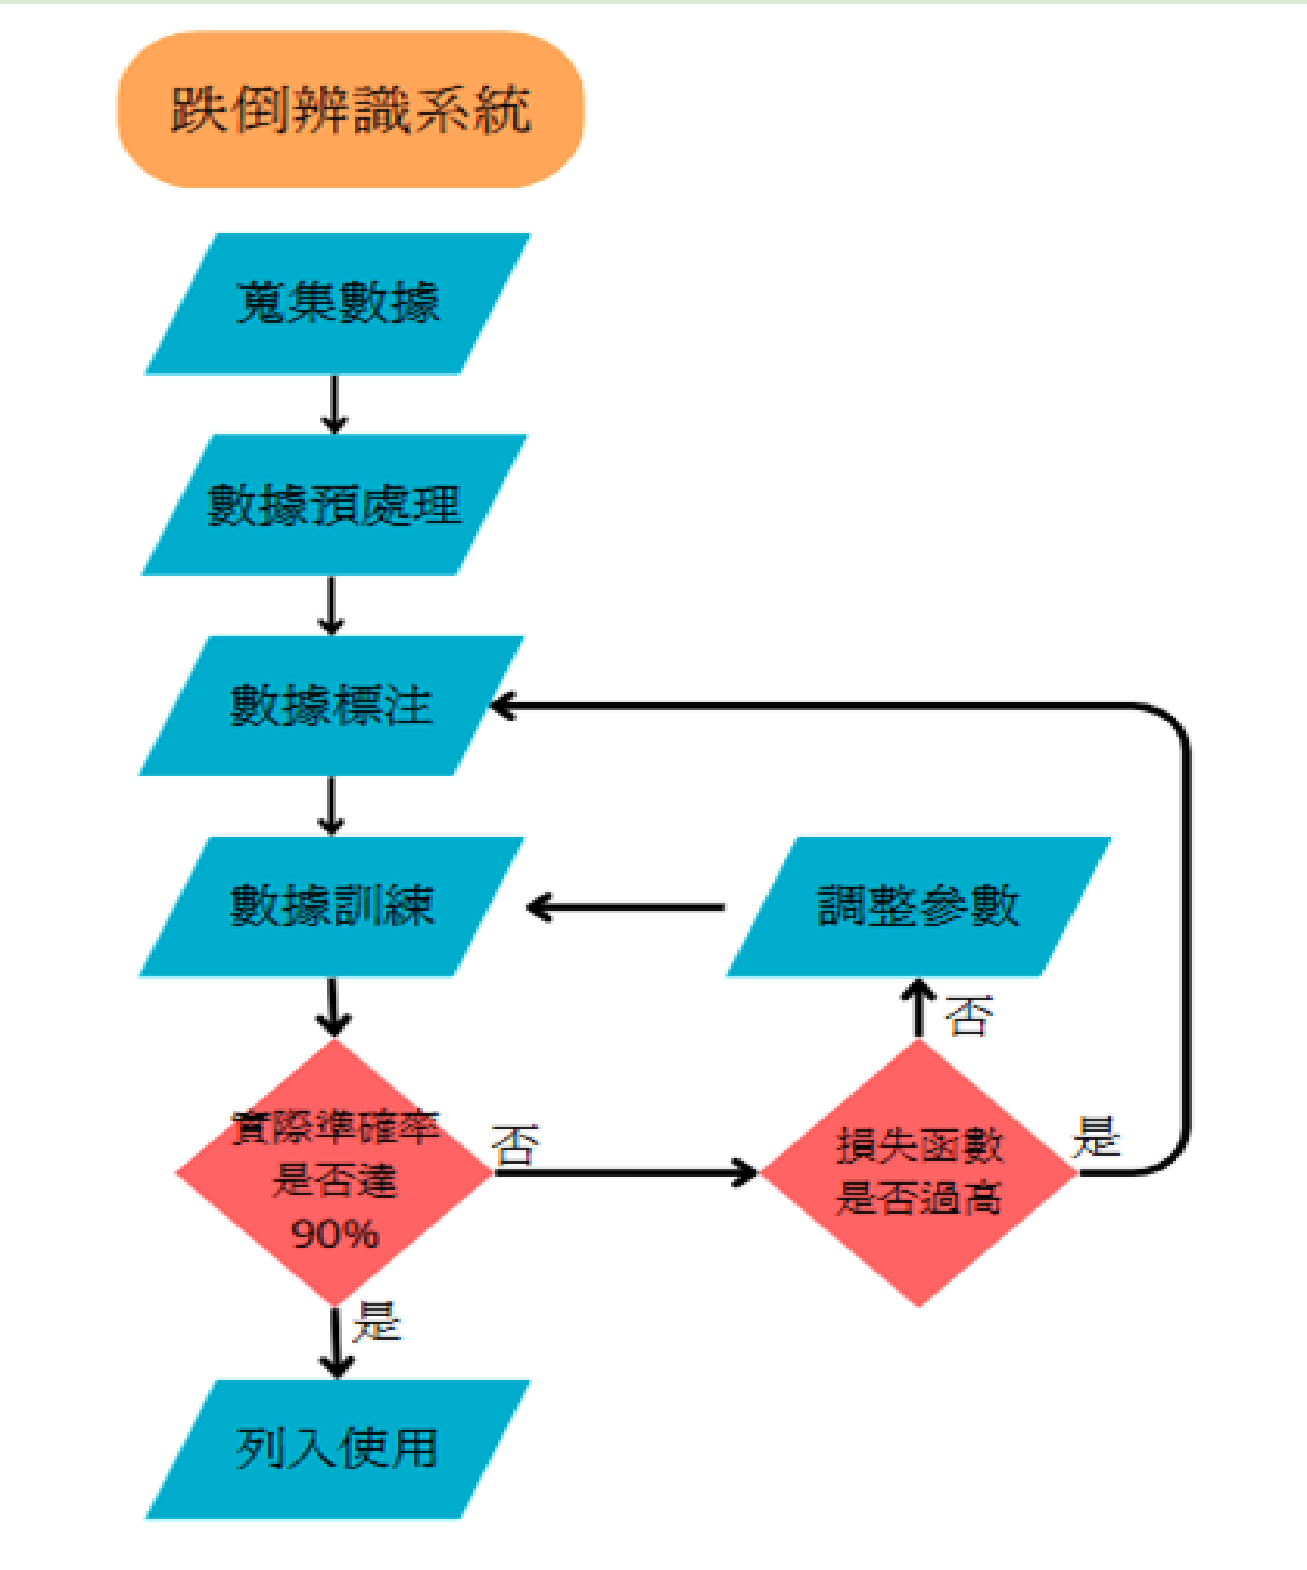 跌倒辨識系統
蒐集數據
數據預處理
數據標注
數據訓練
調整參數
否
實際準確率
是否達
90%
否
損失函數
是否過高
是
是
列入使用